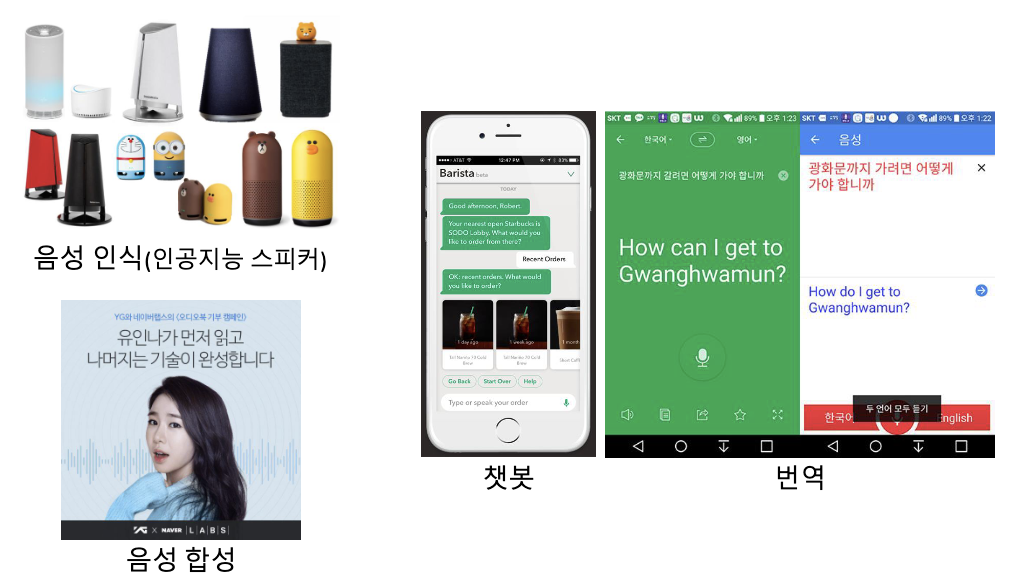 음성 인식(인공지능 스피커)
YG와 네이버랩스의 <오디오북 기부 캠페인>
유인나가 먼저 읽고
나머지는 기술이 완성합니다
YG X NAVER | L | A | B | S |
음성 합성
AT&T 12:47 PM 33%
Barista beta
TODAY
Good afternoon, Robert.
Your nearest open Starbucks is
SODO Lobby. What would you
like to order from there?
Recent Orders
OK: recent orders. What would
you like to order?
1 day ago
1 week ago
1 month
Go Back
Start Over
Help
Type or speak your order
챗봇
SKT 89% 오후 1:23
한국어
영어
광화문까지 갈려면 어떻게 가야 합니까
How can I get to
Gwanghwamun?
SKT 89% 오후 1:22
음성
광화문까지 가려면 어떻게
가야 합니까
How do I get to
Gwanghwamun?
두 언어 모두 듣기
한국어
English
번역